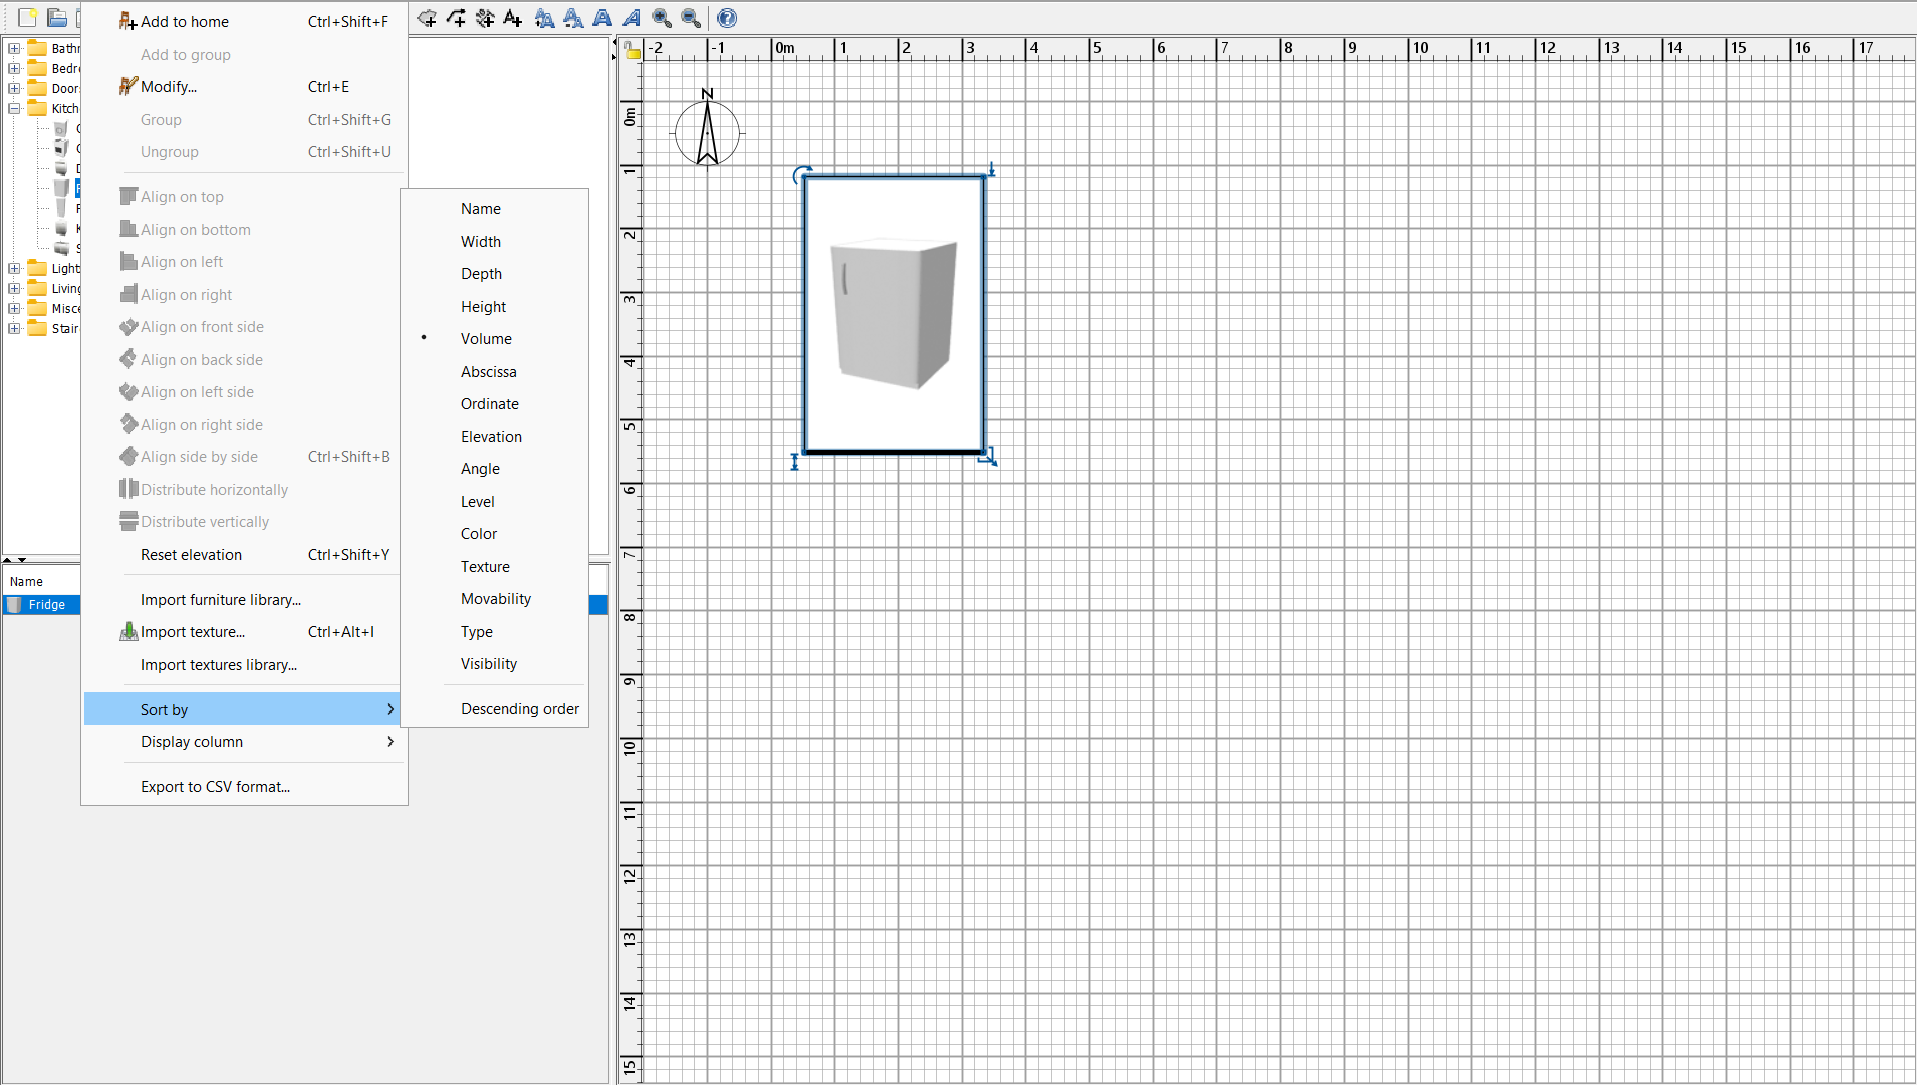 Add to home Ctrl+Shift+F
Add to group
Modify... Ctrl+E
Group Ctrl+Shift+G
Ungroup Ctrl+Shift+U
Align on top
Align on bottom
Align on left
Align on right
Align on front side
Align on back side
Align on left side
Align on right side
Align side by side Ctrl+Shift+B
Distribute horizontally
Distribute vertically
Reset elevation Ctrl+Shift+Y
Import furniture library...
Import texture... Ctrl+Alt+I
Import textures library...
Sort by
Display column
Export to CSV format...
Name
Width
Depth
Height
Volume
Abscissa
Ordinate
Elevation
Angle
Level
Color
Texture
Movability
Type
Visibility
Descending order
Bath
Bedr
Door
Kitch
Light
Living
Misce
Stair
Name
Fridge
-2 -1 0m 1 2 3 4 5 6 7 8 9 10 11 12 13 14 15 16 17
N
0m
1
2
3
4
5
6
7
8
9
10
11
12
13
14
15